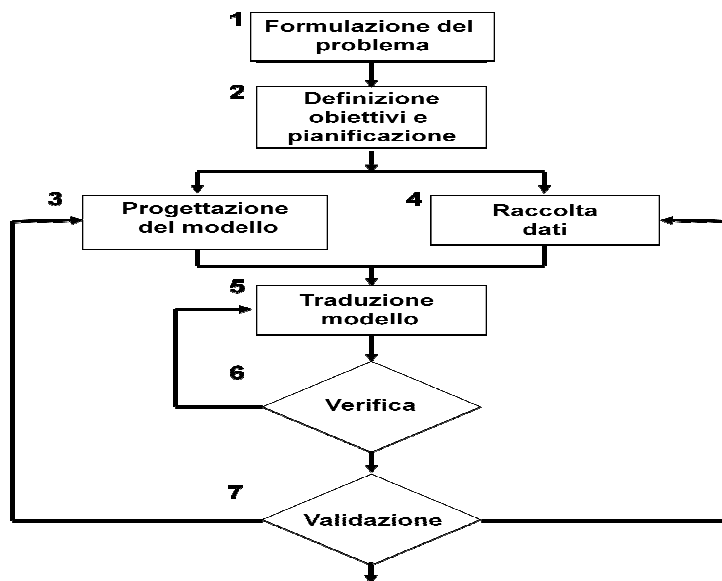 1
Formulazione del
problema
2
Definizione
obiettivi e
pianificazione
3
Progettazione
del modello
4
Raccolta
dati
5
Traduzione
modello
6
Verifica
7
Validazione